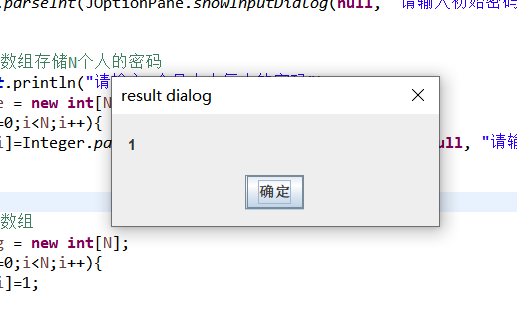 .parseInt(JOptionPane.showInputDialog(null, "请输入初始密码
数组存储N个人的密码
t.println("请输入
e = new int[N
=0;i<N;i++){
i]=Integer.pa
ull, "请输
result dialog
1
确定
数组
g = new int[N];
=0;i<N;i++){
i]=1;